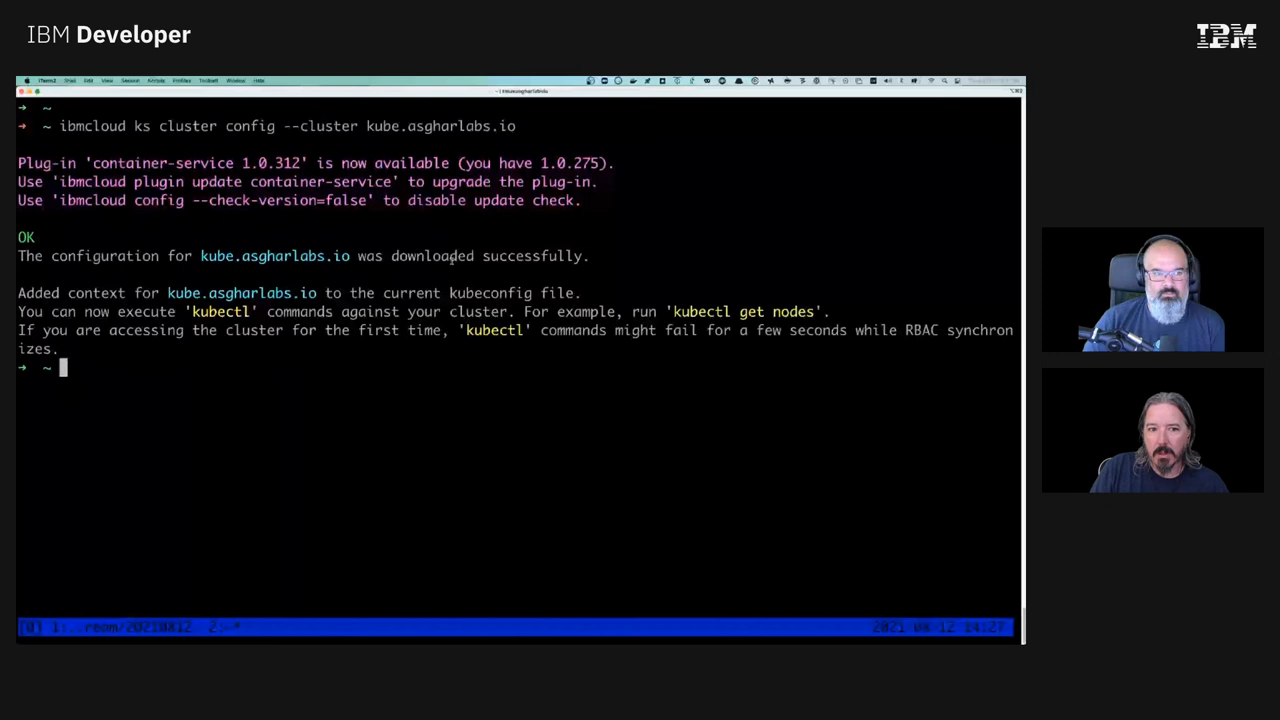 IBM Developer
IBM
➜ ~
➜ ~ ibmcloud ks cluster config --cluster kube.asgharlabs.io
Plug-in 'container-service 1.0.312' is now available (you have 1.0.275).
Use 'ibmcloud plugin update container-service' to upgrade the plug-in.
Use 'ibmcloud config --check-version=false' to disable update check.
OK
The configuration for kube.asgharlabs.io was downloaded successfully.
Added context for kube.asgharlabs.io to the current kubeconfig file.
You can now execute 'kubectl' commands against your cluster. For example, run 'kubectl get nodes'.
If you are accessing the cluster for the first time, 'kubectl' commands might fail for a few seconds while RBAC synchron
izes.
➜ ~
2021-08-12 14:27